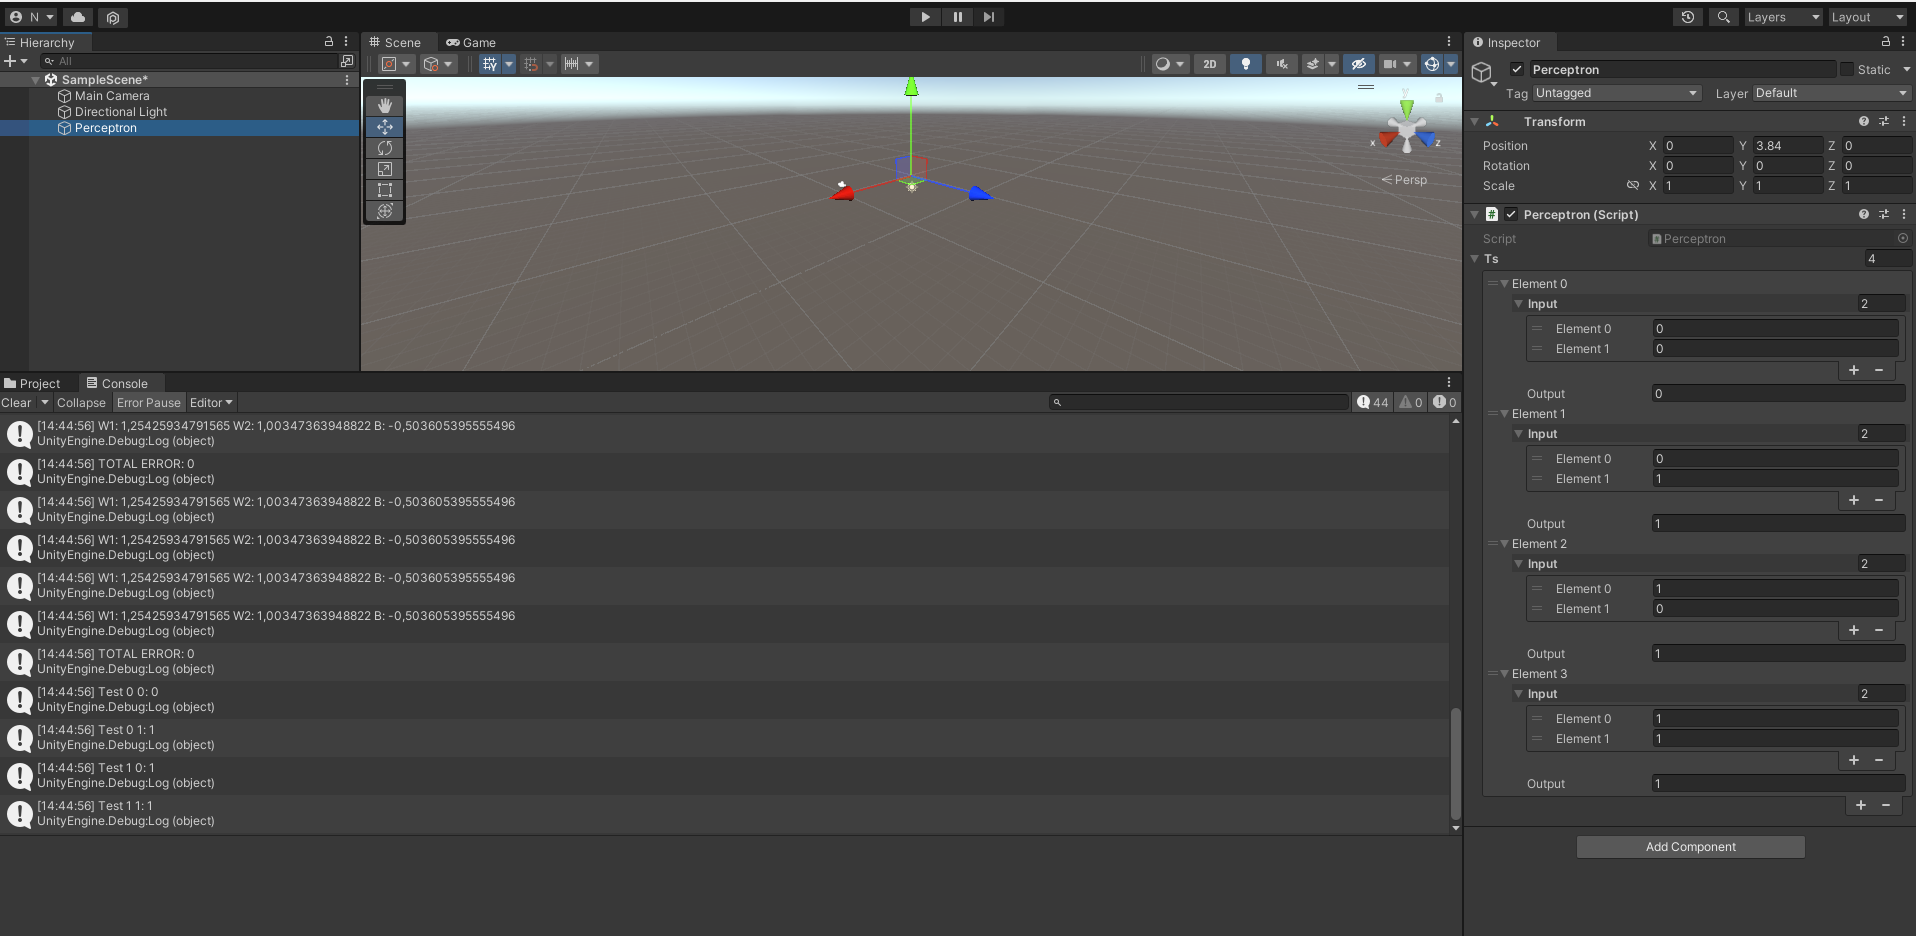 N
Layers
Layout
Hierarchy
All
SampleScene*
Main Camera
Directional Light
Perceptron
Scene
Game
2D
y
x
z
Persp
Project
Console
Clear
Collapse
Error Pause
Editor
44
0
0
[14:44:56] W1: 1,25425934791565 W2: 1,00347363948822 B: -0,503605395555496
UnityEngine.Debug:Log (object)
[14:44:56] TOTAL ERROR: 0
UnityEngine.Debug:Log (object)
[14:44:56] W1: 1,25425934791565 W2: 1,00347363948822 B: -0,503605395555496
UnityEngine.Debug:Log (object)
[14:44:56] W1: 1,25425934791565 W2: 1,00347363948822 B: -0,503605395555496
UnityEngine.Debug:Log (object)
[14:44:56] W1: 1,25425934791565 W2: 1,00347363948822 B: -0,503605395555496
UnityEngine.Debug:Log (object)
[14:44:56] W1: 1,25425934791565 W2: 1,00347363948822 B: -0,503605395555496
UnityEngine.Debug:Log (object)
[14:44:56] TOTAL ERROR: 0
UnityEngine.Debug:Log (object)
[14:44:56] Test 0 0: 0
UnityEngine.Debug:Log (object)
[14:44:56] Test 0 1: 1
UnityEngine.Debug:Log (object)
[14:44:56] Test 1 0: 1
UnityEngine.Debug:Log (object)
[14:44:56] Test 1 1: 1
UnityEngine.Debug:Log (object)
Inspector
Perceptron
Static
Tag Untagged
Layer Default
Transform
Position X 0 Y 3.84 Z 0
Rotation X 0 Y 0 Z 0
Scale X 1 Y 1 Z 1
Perceptron (Script)
Script Perceptron
Ts 4
Element 0
Input 2
Element 0 0
Element 1 0
Output 0
Element 1
Input 2
Element 0 0
Element 1 1
Output 1
Element 2
Input 2
Element 0 1
Element 1 0
Output 1
Element 3
Input 2
Element 0 1
Element 1 1
Output 1
Add Component